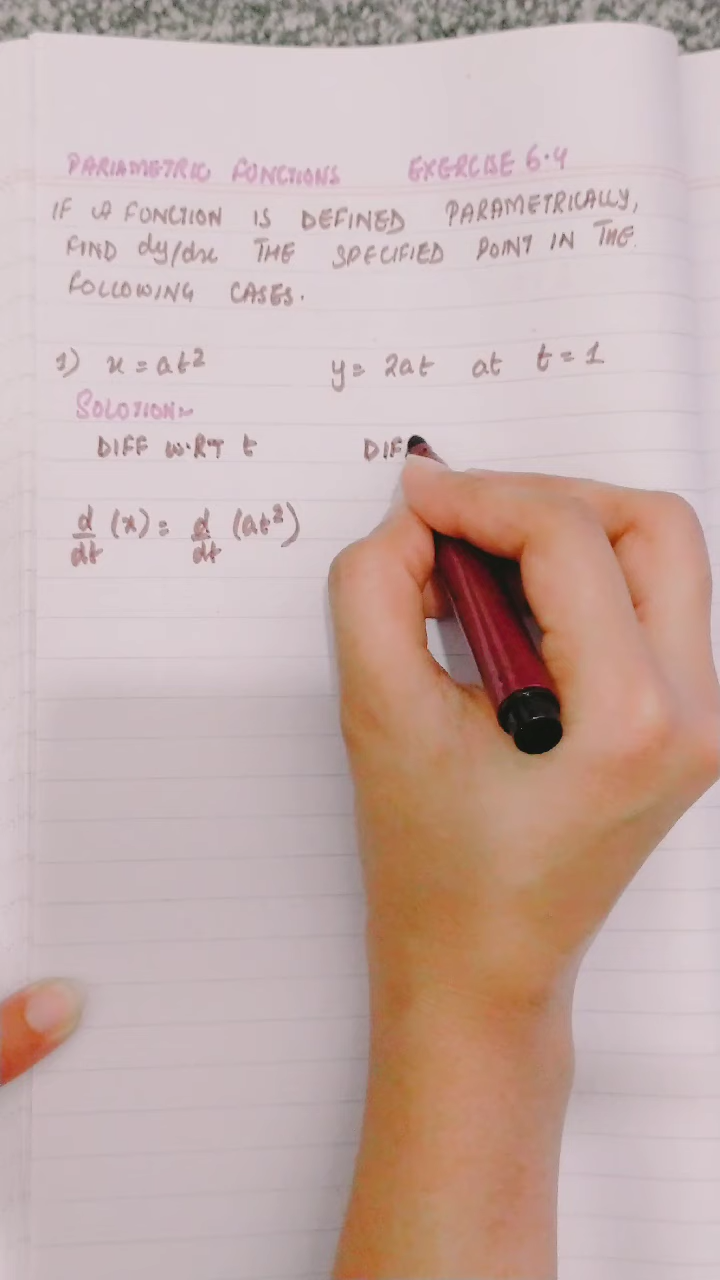 PARAMETRIC FUNCTIONS EXERCISE 6.4
IF A FUNCTION IS DEFINED PARAMETRICALLY,
FIND dy/dx THE SPECIFIED POINT IN THE
FOLLOWING CASES.
1) x = at² y = 2at at t = 1
SOLUTION~
DIFF W.R.T t DIF
d/dt (x) = d/dt (at²)